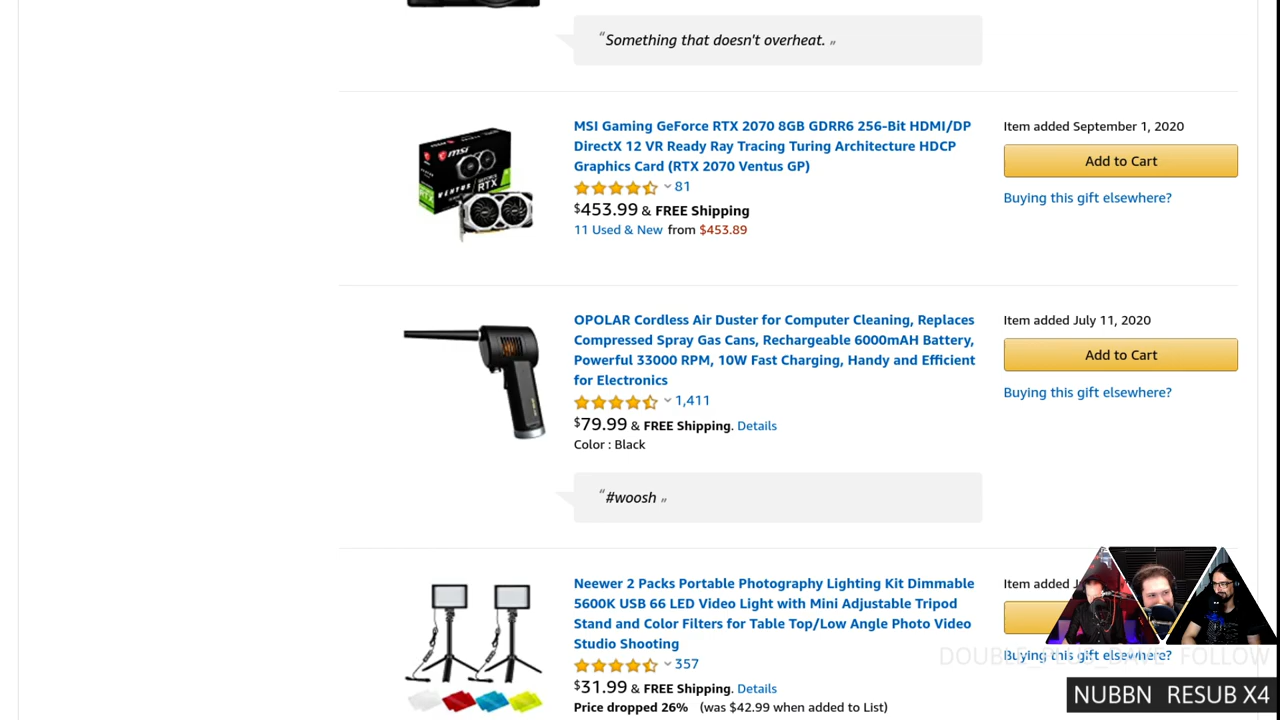 "Something that doesn't overheat. „
MSI Gaming GeForce RTX 2070 8GB GDRR6 256-Bit HDMI/DP
DirectX 12 VR Ready Ray Tracing Turing Architecture HDCP
Graphics Card (RTX 2070 Ventus GP)
81
$453.99 & FREE Shipping
11 Used & New from $453.89
Item added September 1, 2020
Add to Cart
Buying this gift elsewhere?
msi
VENTUS
GEFORCE
RTX
OPOLAR Cordless Air Duster for Computer Cleaning, Replaces
Compressed Spray Gas Cans, Rechargeable 6000mAH Battery,
Powerful 33000 RPM, 10W Fast Charging, Handy and Efficient
for Electronics
1,411
$79.99 & FREE Shipping. Details
Color : Black
Item added July 11, 2020
Add to Cart
Buying this gift elsewhere?
"#woosh „
Neewer 2 Packs Portable Photography Lighting Kit Dimmable
5600K USB 66 LED Video Light with Mini Adjustable Tripod
Stand and Color Filters for Table Top/Low Angle Photo Video
Studio Shooting
357
$31.99 & FREE Shipping. Details
Price dropped 26% (was $42.99 when added to List)
Item added
Buying this gift elsewhere?
FOLLOW
NUBBN RESUB X4